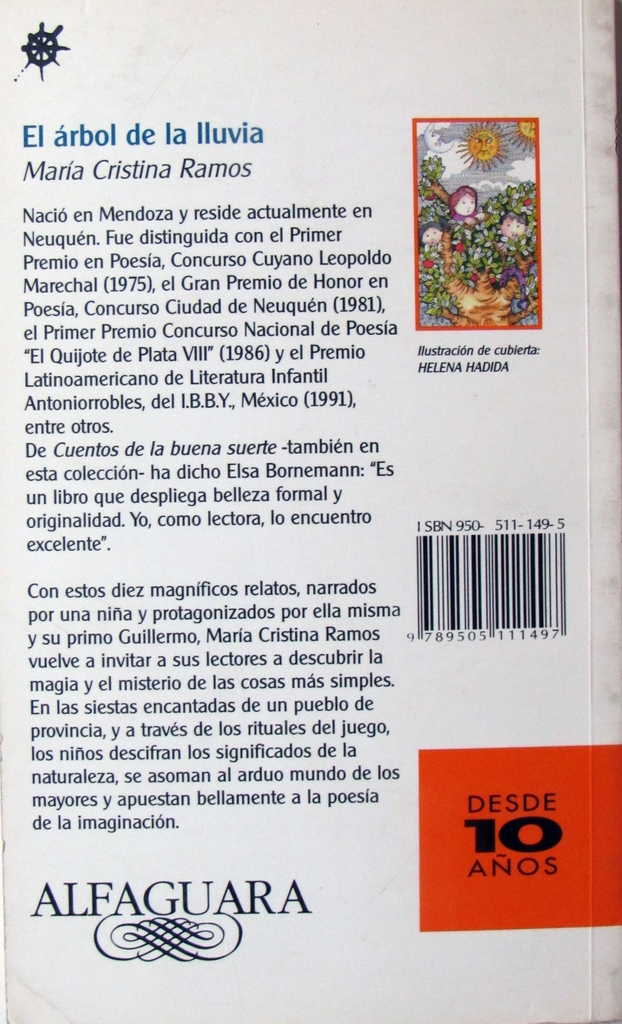 El árbol de la lluvia
María Cristina Ramos
Nació en Mendoza y reside actualmente en
Neuquén. Fue distinguida con el Primer
Premio en Poesía, Concurso Cuyano Leopoldo
Marechal (1975), el Gran Premio de Honor en
Poesía, Concurso Ciudad de Neuquén (1981),
el Primer Premio Concurso Nacional de Poesía
"El Quijote de Plata VIII" (1986) y el Premio
Latinoamericano de Literatura Infantil
Antoniorrobles, del I.B.B.Y., México (1991),
entre otros.
De Cuentos de la buena suerte -también en
esta colección- ha dicho Elsa Bornemann: "Es
un libro que despliega belleza formal y
originalidad. Yo, como lectora, lo encuentro
excelente".
Con estos diez magníficos relatos, narrados
por una niña y protagonizados por ella misma
y su primo Guillermo, María Cristina Ramos
vuelve a invitar a sus lectores a descubrir la
magia y el misterio de las cosas más simples.
En las siestas encantadas de un pueblo de
provincia, y a través de los rituales del juego,
los niños descifran los significados de la
naturaleza, se asoman al arduo mundo de los
mayores y apuestan bellamente a la poesía
de la imaginación.
ALFAGUARA
Ilustración de cubierta:
HELENA HADIDA
ISBN 950- 511-149-5
9 789505 111497
DESDE
10
AÑOS